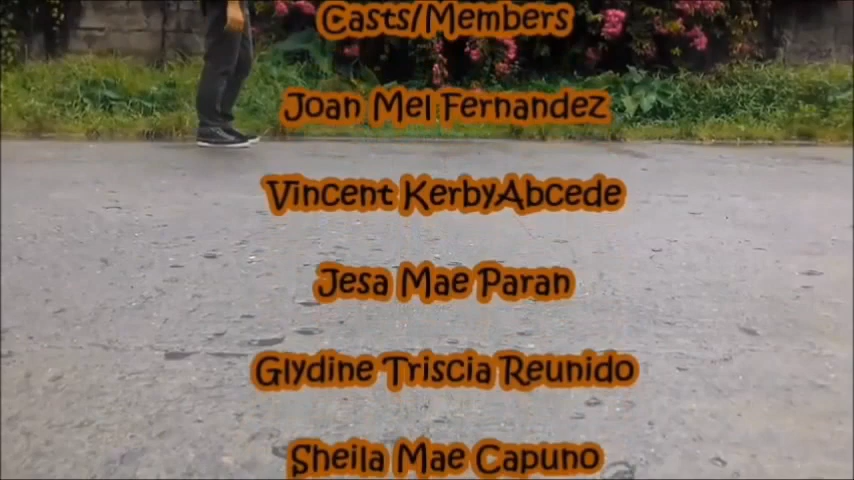 Casts/Members
Joan Mel Fernandez
Vincent KerbyAbcede
Jesa Mae Paran
Glydine Triscia Reunido
Sheila Mae Capuno